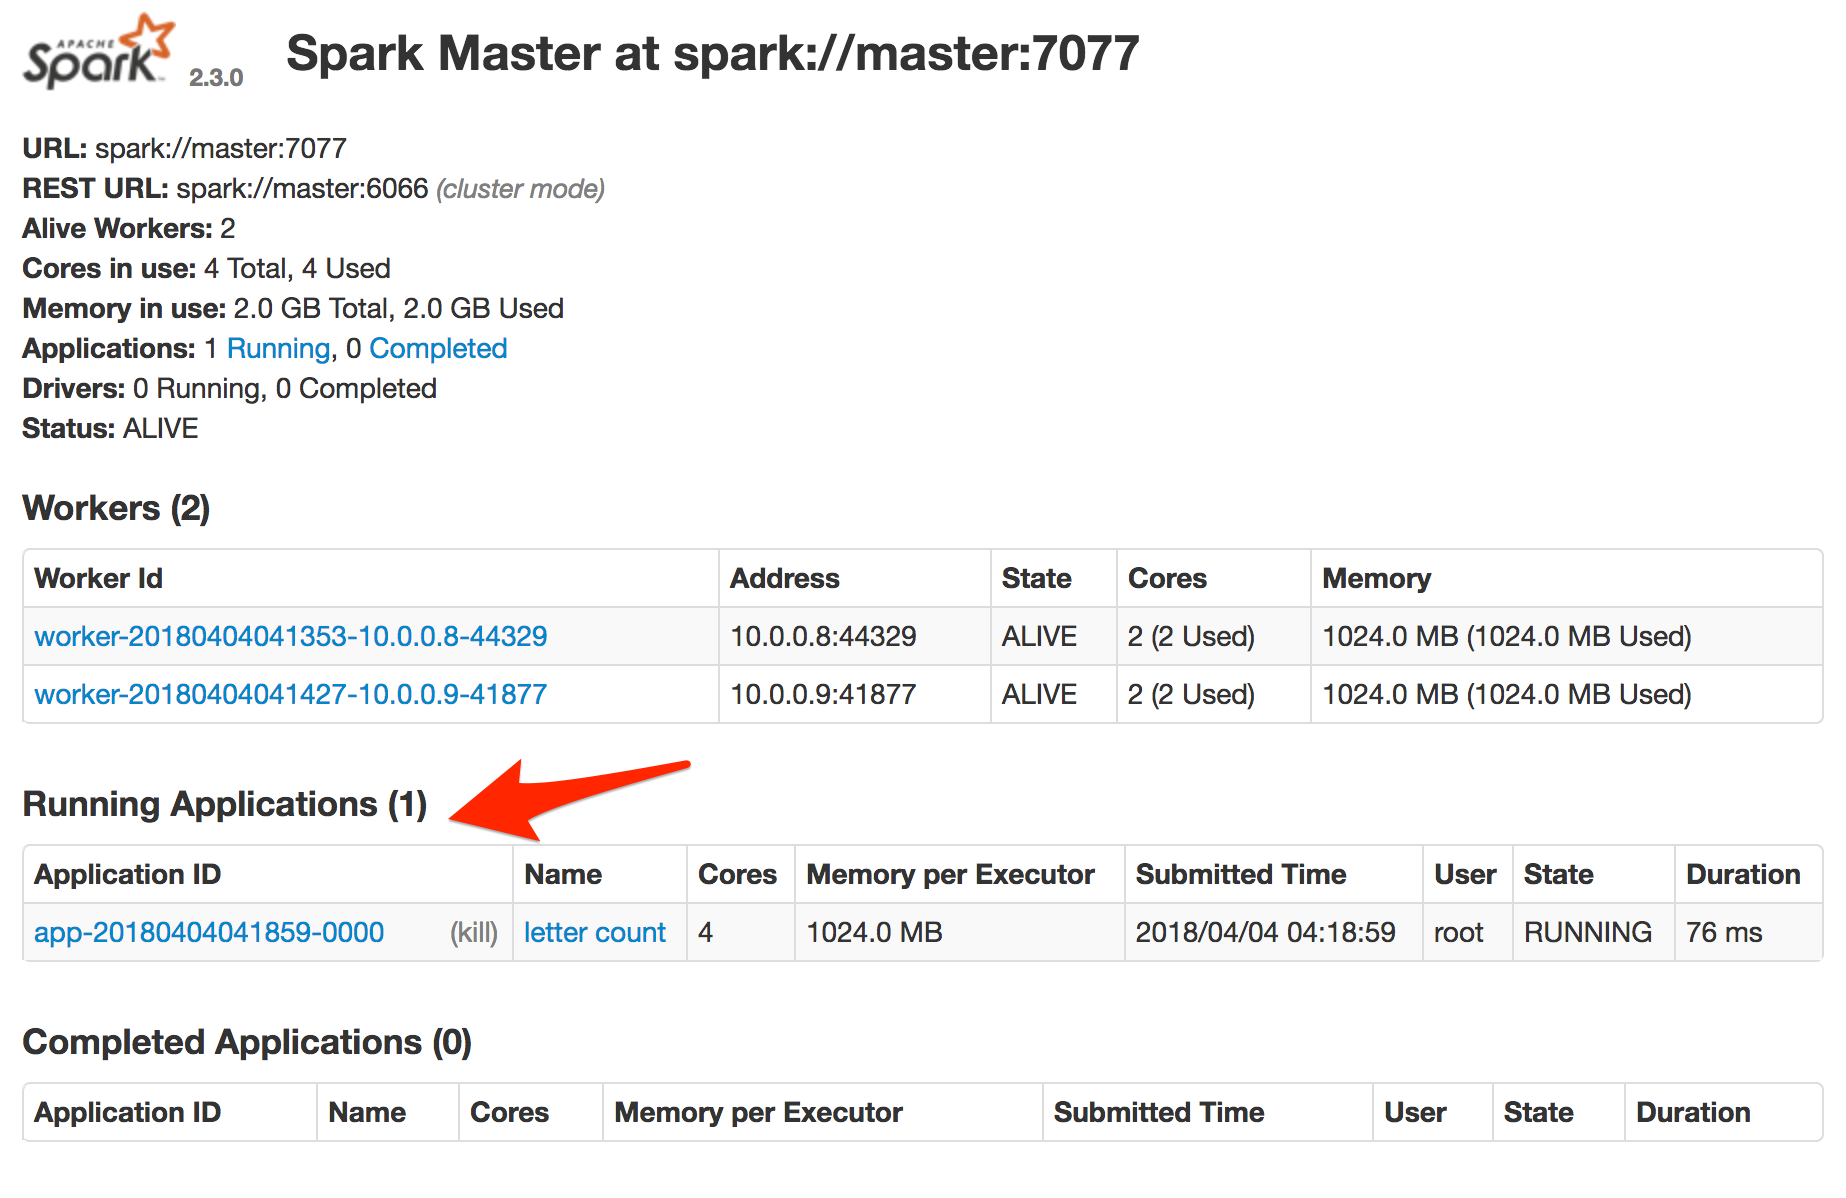 APACHE
Spark™ 2.3.0 Spark Master at spark://master:7077
URL: spark://master:7077
REST URL: spark://master:6066 (cluster mode)
Alive Workers: 2
Cores in use: 4 Total, 4 Used
Memory in use: 2.0 GB Total, 2.0 GB Used
Applications: 1 Running, 0 Completed
Drivers: 0 Running, 0 Completed
Status: ALIVE
Workers (2)
Worker Id Address State Cores Memory
worker-20180404041353-10.0.0.8-44329 10.0.0.8:44329 ALIVE 2 (2 Used) 1024.0 MB (1024.0 MB Used)
worker-20180404041427-10.0.0.9-41877 10.0.0.9:41877 ALIVE 2 (2 Used) 1024.0 MB (1024.0 MB Used)
Running Applications (1)
Application ID Name Cores Memory per Executor Submitted Time User State Duration
app-20180404041859-0000 (kill) letter count 4 1024.0 MB 2018/04/04 04:18:59 root RUNNING 76 ms
Completed Applications (0)
Application ID Name Cores Memory per Executor Submitted Time User State Duration